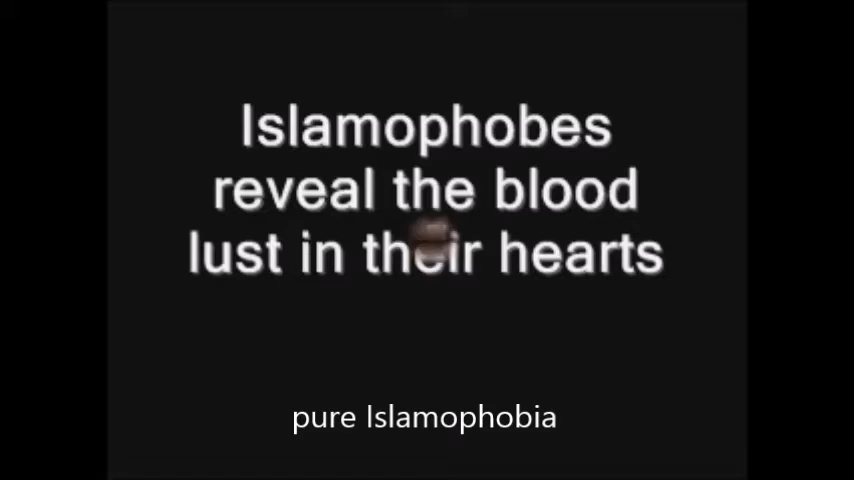 Islamophobes
reveal the blood
lust in their hearts
pure Islamophobia